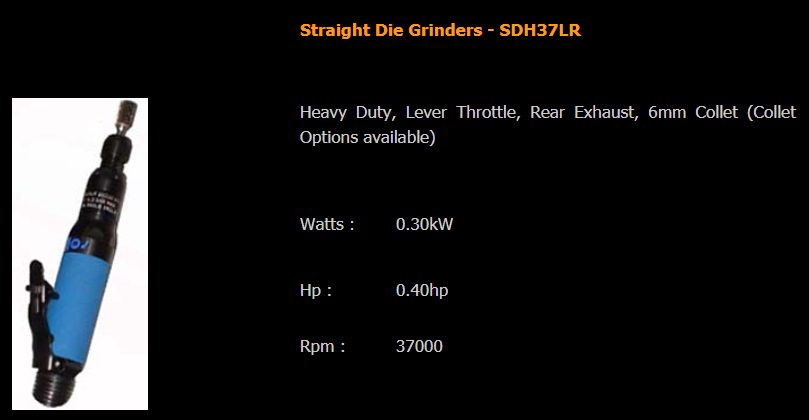 Straight Die Grinders - SDH37LR
Heavy Duty, Lever Throttle, Rear Exhaust, 6mm Collet (Collet
Options available)
Watts : 0.30kW
Hp : 0.40hp
Rpm : 37000